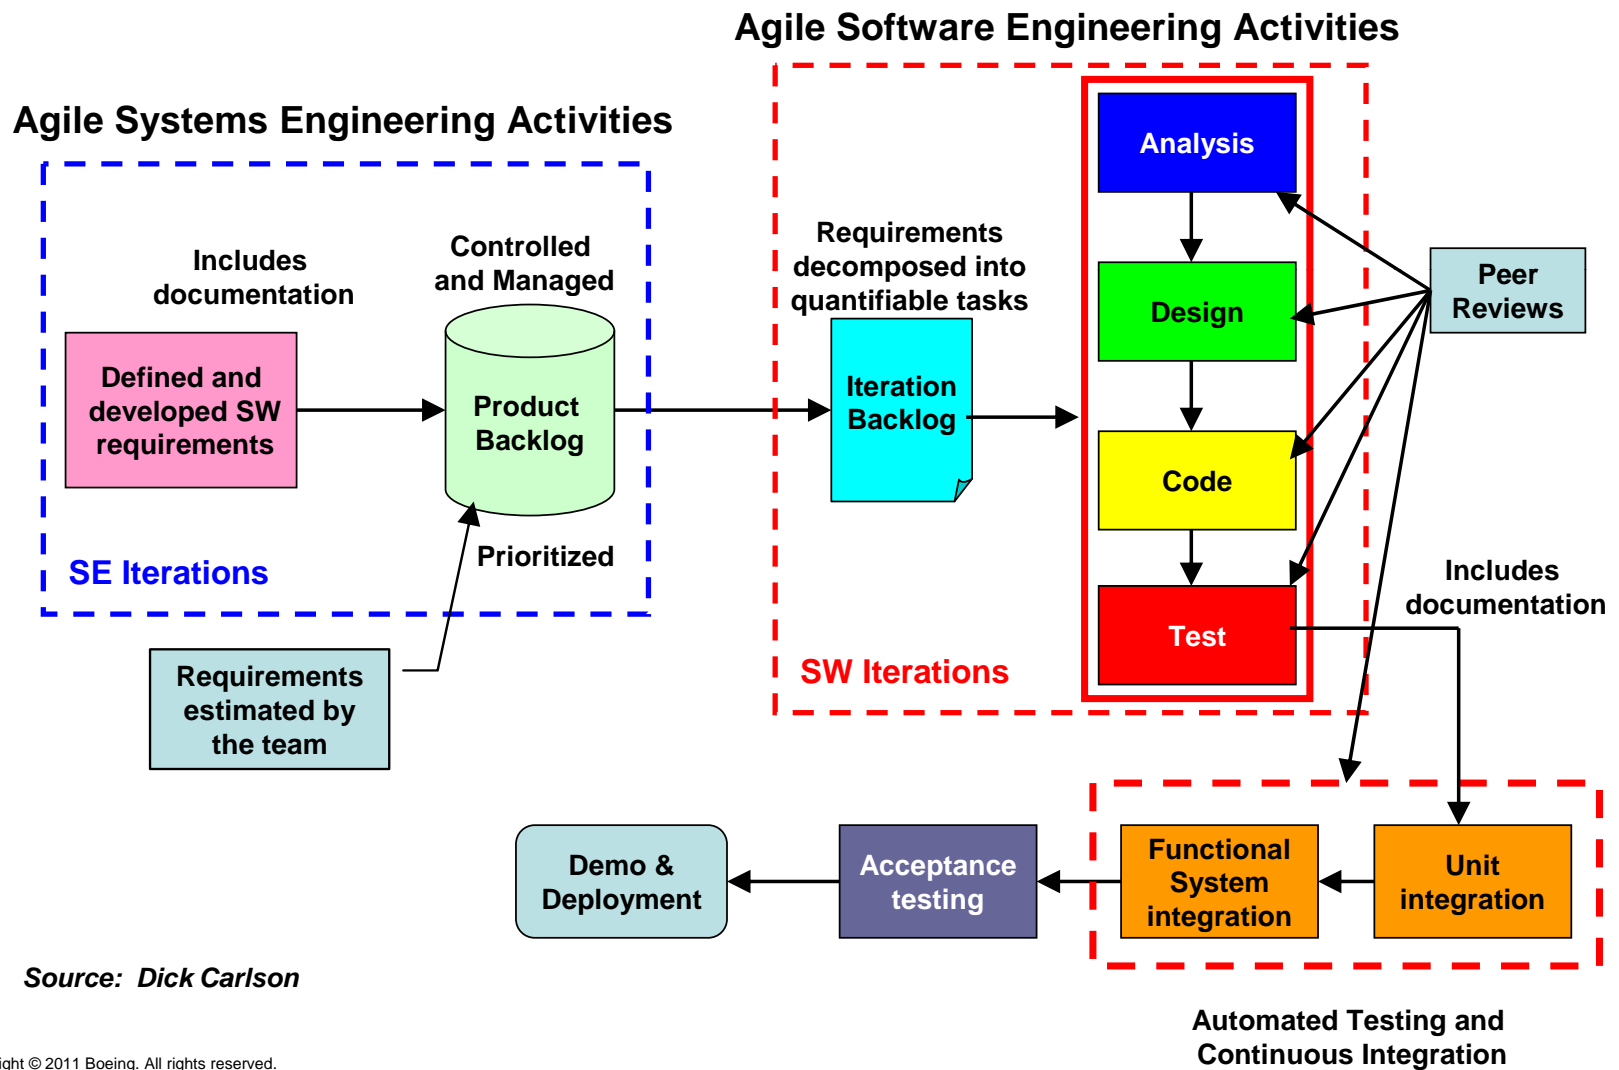 Agile Software Engineering Activities
Agile Systems Engineering Activities
Includes
documentation
Controlled
and Managed
Defined and
developed SW
requirements
Product
Backlog
Prioritized
SE Iterations
Requirements
estimated by
the team
Requirements
decomposed into
quantifiable tasks
Iteration
Backlog
SW Iterations
Analysis
Design
Code
Test
Peer
Reviews
Includes
documentation
Demo &
Deployment
Acceptance
testing
Functional
System
integration
Unit
integration
Automated Testing and
Continuous Integration
Source: Dick Carlson
ight © 2011 Boeing. All rights reserved.